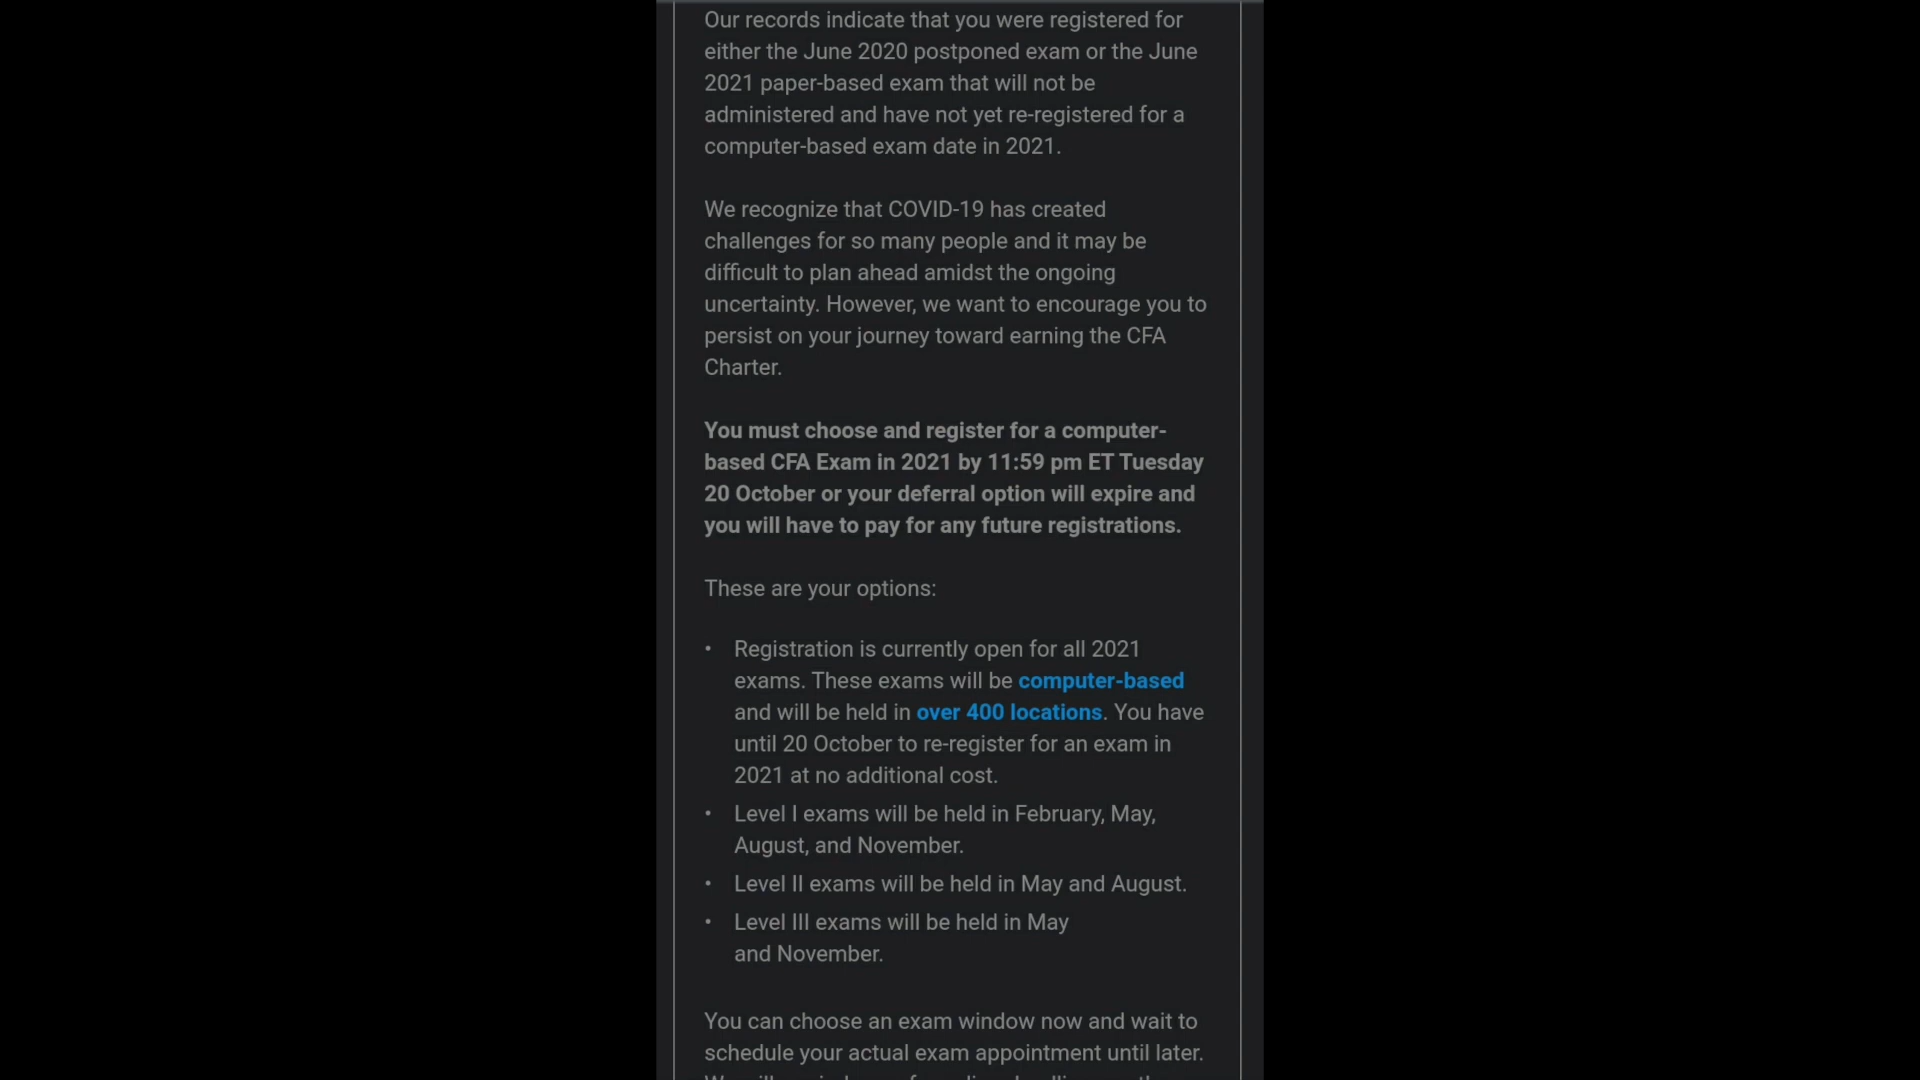 Our records indicate that you were registered for
either the June 2020 postponed exam or the June
2021 paper-based exam that will not be
administered and have not yet re-registered for a
computer-based exam date in 2021.
We recognize that COVID-19 has created
challenges for so many people and it may be
difficult to plan ahead amidst the ongoing
uncertainty. However, we want to encourage you to
persist on your journey toward earning the CFA
Charter.
You must choose and register for a computer-
based CFA Exam in 2021 by 11:59 pm ET Tuesday
20 October or your deferral option will expire and
you will have to pay for any future registrations.
These are your options:
• Registration is currently open for all 2021
exams. These exams will be computer-based
and will be held in over 400 locations. You have
until 20 October to re-register for an exam in
2021 at no additional cost.
• Level I exams will be held in February, May,
August, and November.
• Level II exams will be held in May and August.
• Level III exams will be held in May
and November.
You can choose an exam window now and wait to
schedule your actual exam appointment until later.